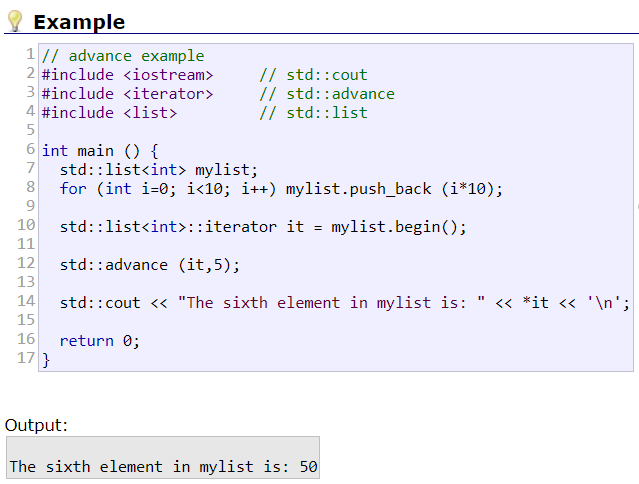 Example
1 // advance example
2 #include <iostream>     // std::cout
3 #include <iterator>     // std::advance
4 #include <list>         // std::list
5
6 int main () {
7   std::list<int> mylist;
8   for (int i=0; i<10; i++) mylist.push_back (i*10);
9
10   std::list<int>::iterator it = mylist.begin();
11
12   std::advance (it,5);
13
14   std::cout << "The sixth element in mylist is: " << *it << '\n';
15
16   return 0;
17 }
Output:
The sixth element in mylist is: 50